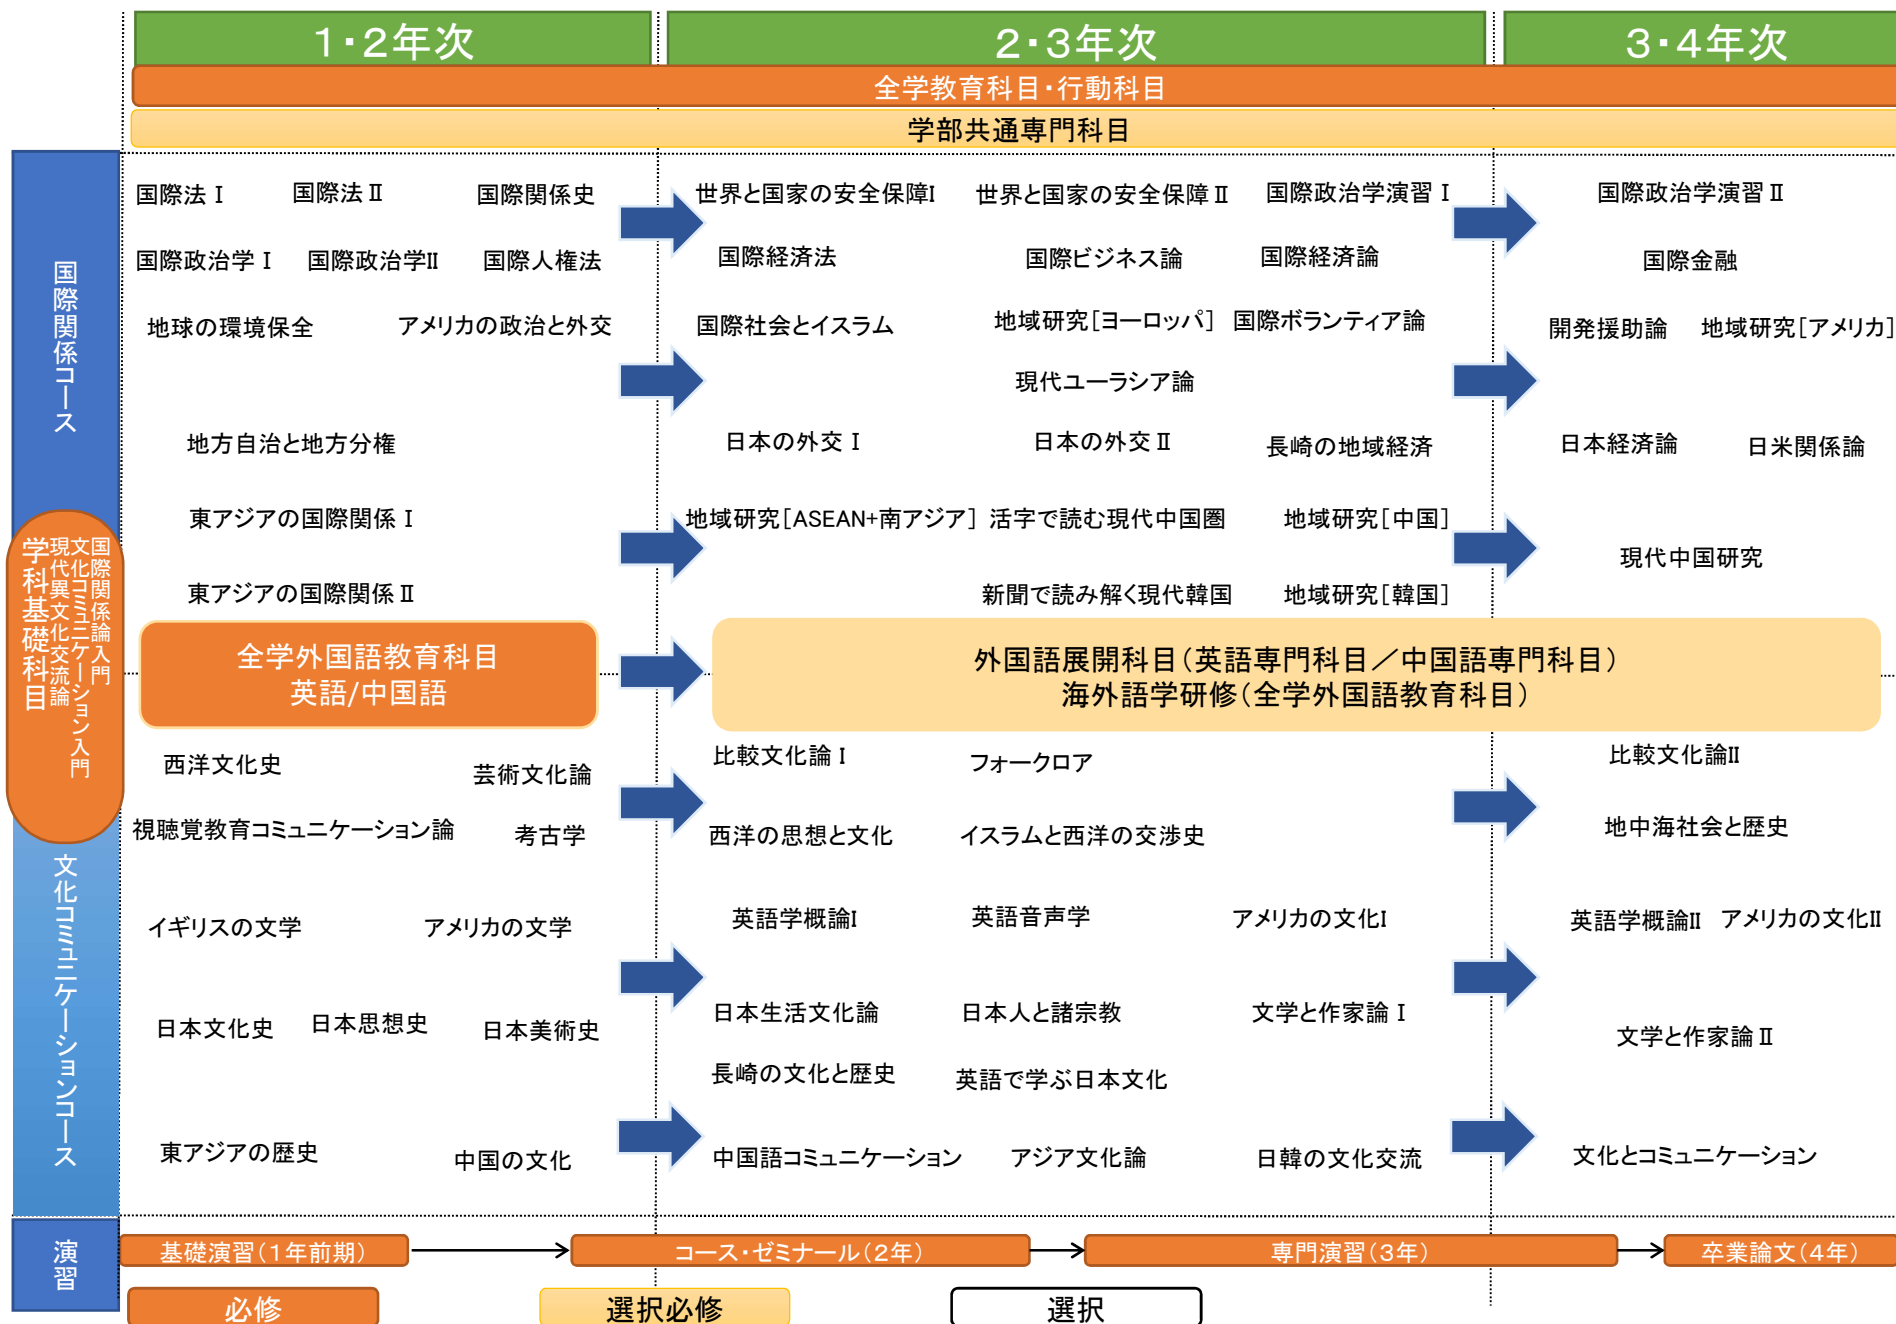 1・2年次
2・3年次
3・4年次
全学教育科目・行動科目
学部共通専門科目
国際関係コース
国際法Ⅰ
国際法Ⅱ
国際関係史
世界と国家の安全保障Ⅰ
世界と国家の安全保障Ⅱ
国際政治学演習Ⅰ
国際政治学演習Ⅱ
国際政治学Ⅰ
国際政治学Ⅱ
国際人権法
国際経済法
国際ビジネス論
国際経済論
国際金融
地球の環境保全
アメリカの政治と外交
国際社会とイスラム
地域研究[ヨーロッパ]
国際ボランティア論
開発援助論
地域研究[アメリカ]
現代ユーラシア論
地方自治と地方分権
日本の外交Ⅰ
日本の外交Ⅱ
長崎の地域経済
日本経済論
日米関係論
東アジアの国際関係Ⅰ
地域研究[ASEAN+南アジア]
活字で読む現代中国圏
地域研究[中国]
現代中国研究
東アジアの国際関係Ⅱ
新聞で読み解く現代韓国
地域研究[韓国]
国際関係論入門
文化コミュニケーション入門
現代異文化交流論
学科基礎科目
全学外国語教育科目
英語/中国語
外国語展開科目(英語専門科目／中国語専門科目)
海外語学研修(全学外国語教育科目)
文化コミュニケーションコース
西洋文化史
芸術文化論
比較文化論Ⅰ
フォークロア
比較文化論Ⅱ
視聴覚教育コミュニケーション論
考古学
西洋の思想と文化
イスラムと西洋の交渉史
地中海社会と歴史
イギリスの文学
アメリカの文学
英語学概論Ⅰ
英語音声学
アメリカの文化Ⅰ
英語学概論Ⅱ
アメリカの文化Ⅱ
日本文化史
日本思想史
日本美術史
日本生活文化論
日本人と諸宗教
文学と作家論Ⅰ
文学と作家論Ⅱ
長崎の文化と歴史
英語で学ぶ日本文化
東アジアの歴史
中国の文化
中国語コミュニケーション
アジア文化論
日韓の文化交流
文化とコミュニケーション
演習
基礎演習(1年前期)
コース・ゼミナール(2年)
専門演習(3年)
卒業論文(4年)
必修
選択必修
選択